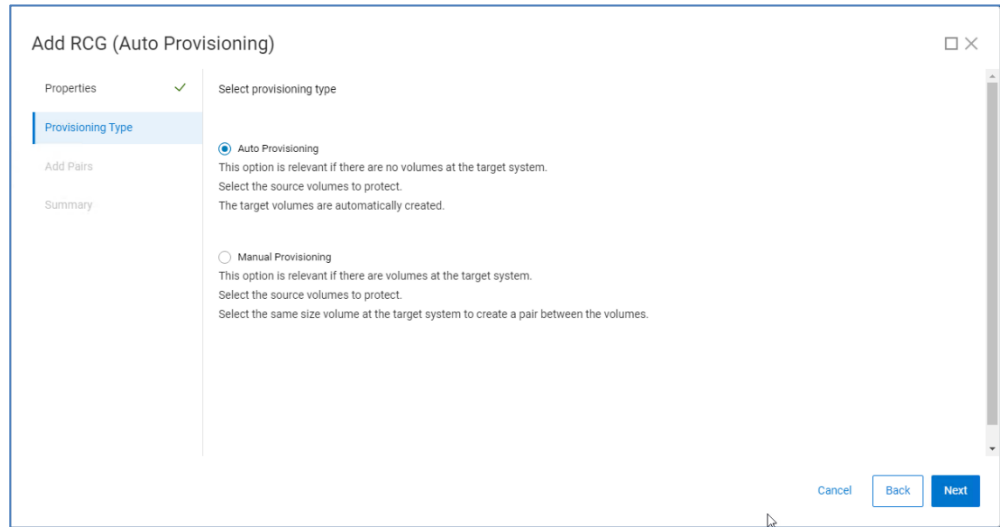 Add RCG (Auto Provisioning)
Properties
Provisioning Type
Add Pairs
Summary
Select provisioning type
Auto Provisioning
This option is relevant if there are no volumes at the target system.
Select the source volumes to protect.
The target volumes are automatically created.
Manual Provisioning
This option is relevant if there are volumes at the target system.
Select the source volumes to protect.
Select the same size volume at the target system to create a pair between the volumes.
Cancel
Back
Next